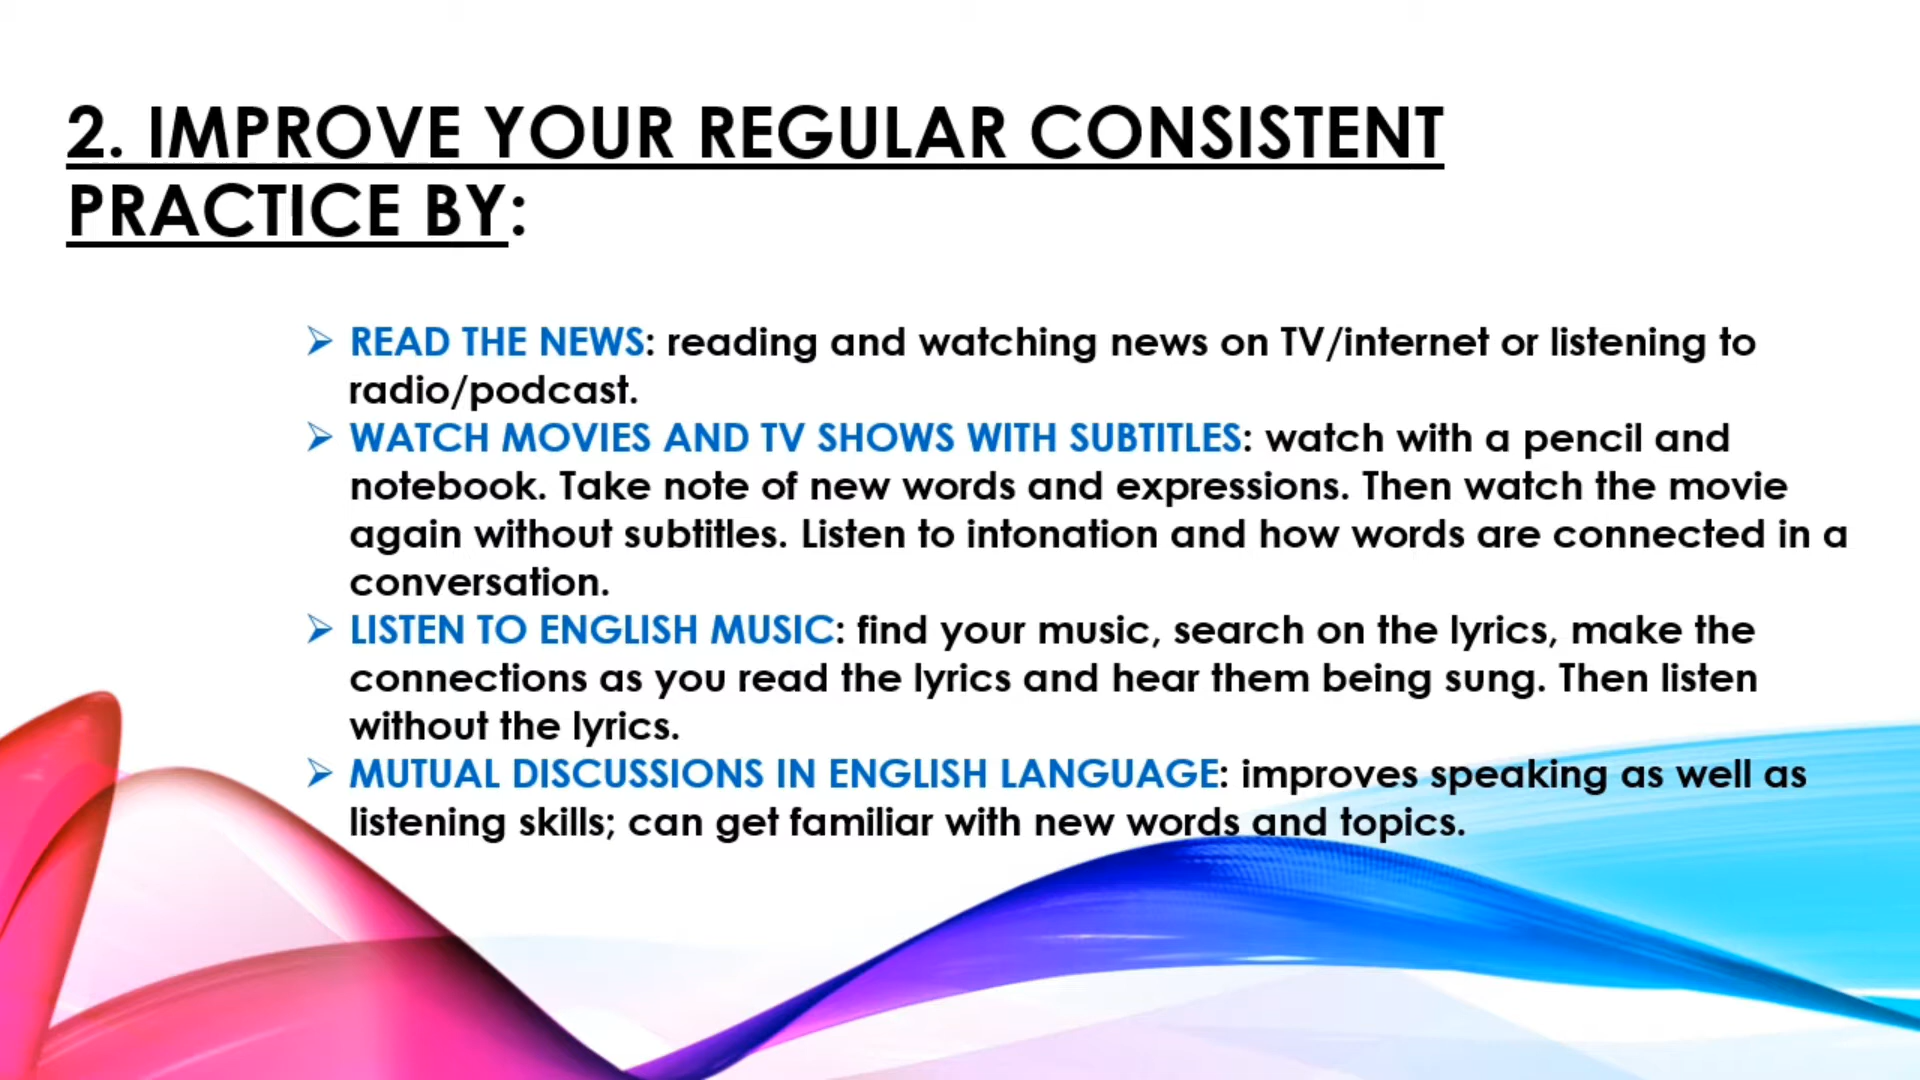 2. IMPROVE YOUR REGULAR CONSISTENT
PRACTICE BY:
➢ READ THE NEWS: reading and watching news on TV/internet or listening to
radio/podcast.
➢ WATCH MOVIES AND TV SHOWS WITH SUBTITLES: watch with a pencil and
notebook. Take note of new words and expressions. Then watch the movie
again without subtitles. Listen to intonation and how words are connected in a
conversation.
➢ LISTEN TO ENGLISH MUSIC: find your music, search on the lyrics, make the
connections as you read the lyrics and hear them being sung. Then listen
without the lyrics.
➢ MUTUAL DISCUSSIONS IN ENGLISH LANGUAGE: improves speaking as well as
listening skills; can get familiar with new words and topics.